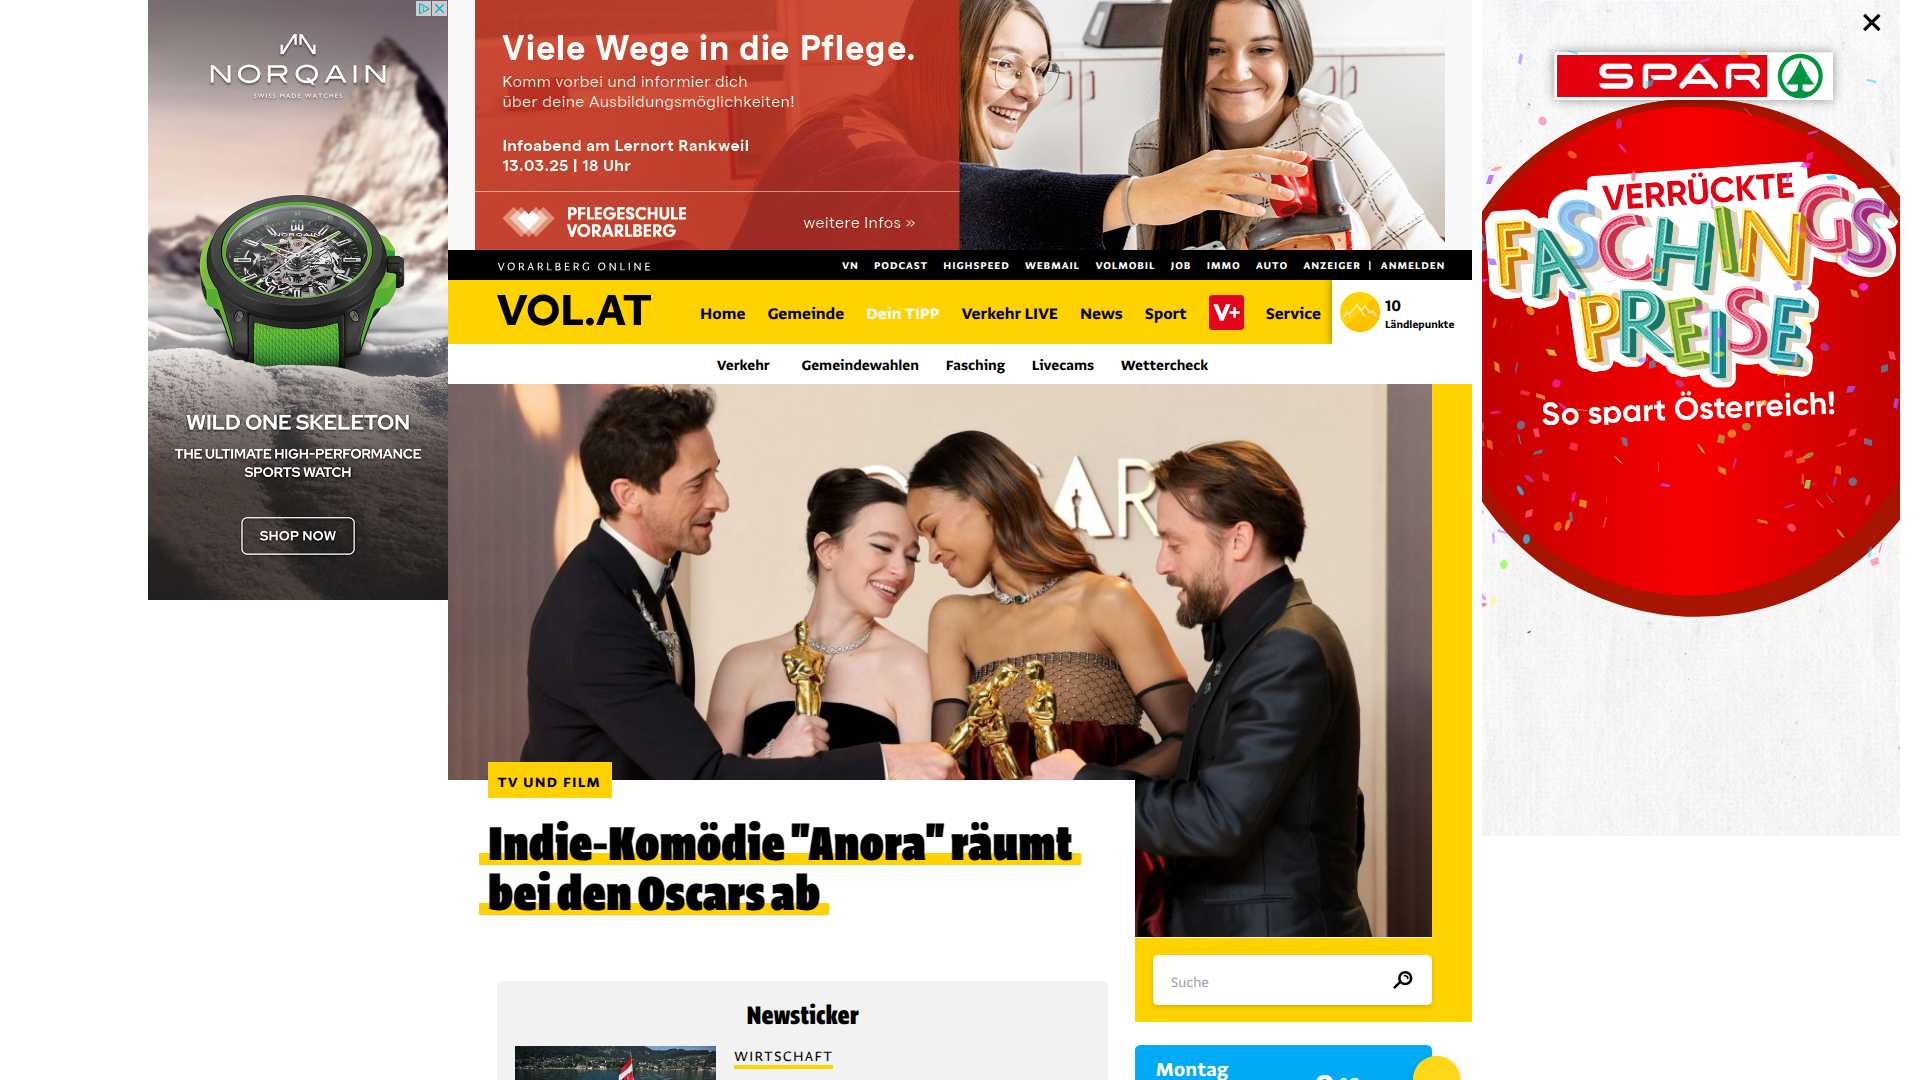 NORQAIN
SWISS MADE WATCHES
NORQAIN
WILD ONE SKELETON
THE ULTIMATE HIGH-PERFORMANCE
SPORTS WATCH
SHOP NOW
Viele Wege in die Pflege.
Komm vorbei und informier dich
über deine Ausbildungsmöglichkeiten!
Infoabend am Lernort Rankweil
13.03.25 | 18 Uhr
PFLEGESCHULE
VORARLBERG
weitere Infos »
VORARLBERG ONLINE
VN PODCAST HIGHSPEED WEBMAIL VOLMOBIL JOB IMMO AUTO ANZEIGER | ANMELDEN
VOL.AT
Home Gemeinde Dein TIPP Verkehr LIVE News Sport V+ Service
10
Ländlepunkte
Verkehr Gemeindewahlen Fasching Livecams Wettercheck
TV UND FILM
Indie-Komödie "Anora" räumt
bei den Oscars ab
Suche
Newsticker
WIRTSCHAFT
Montag
SPAR
VERRÜCKTE
FASCHINGS
PREISE
So spart Österreich!